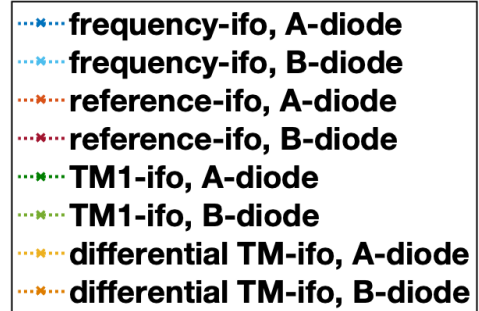 frequency-ifo, A-diode
frequency-ifo, B-diode
reference-ifo, A-diode
reference-ifo, B-diode
TM1-ifo, A-diode
TM1-ifo, B-diode
differential TM-ifo, A-diode
differential TM-ifo, B-diode